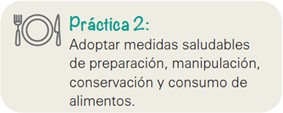 Práctica 2:
Adoptar medidas saludables
de preparación, manipulación,
conservación y consumo de
alimentos.